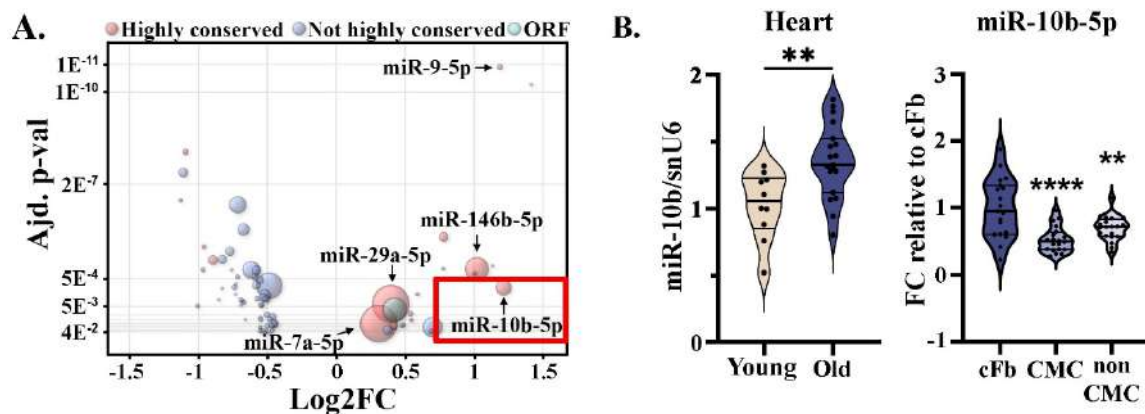 A.
Highly conserved Not highly conserved ORF
Ajd. p-val
1E-11
1E-10
2E-7
5E-4
5E-3
4E-2
miR-9-5p
miR-146b-5p
miR-29a-5p
miR-10b-5p
miR-7a-5p
-1.5 -1 -0.5 0 0.5 1 1.5
Log2FC
B.
Heart
**
miR-10b/snU6
2
1
0
Young Old
miR-10b-5p
FC relative to cFb
3
2
1
0
-1
****
**
cFb CMC non
CMC